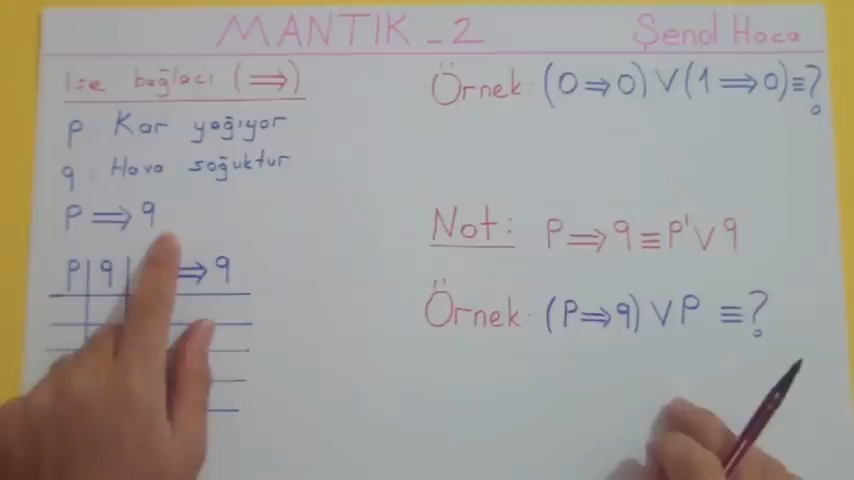 MANTIK - 2
Şenol Hoca
İse bağlacı (⇒)
p : Kar yağıyor
q : Hava soğuktur
P ⇒ q
P q ⇒ q
Örnek: (0⇒0) V (1⇒0) ≡ ?
Not: P⇒q ≡ P' V q
Örnek: (P⇒q) V P ≡ ?